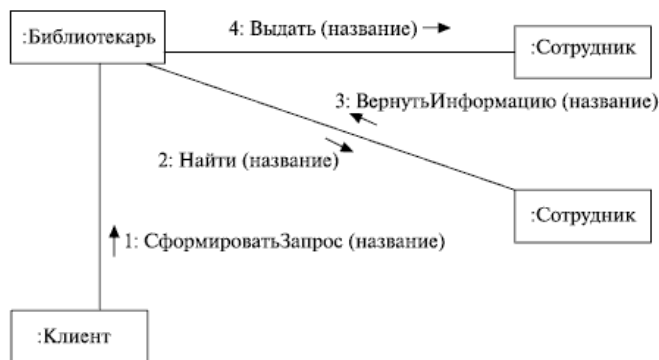 4: Выдать (название)
:Библиотекарь
:Сотрудник
3: ВернутьИнформацию (название)
2: Найти (название)
:Сотрудник
1: СформироватьЗапрос (название)
:Клиент